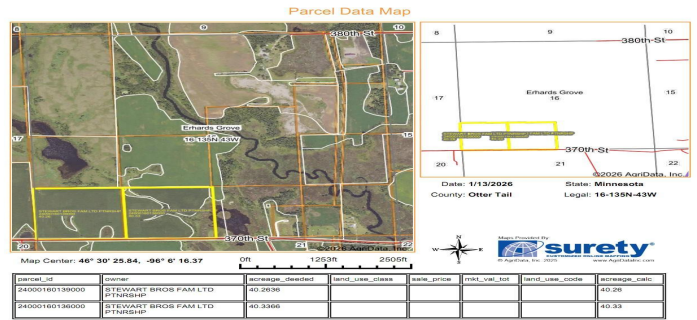 Parcel Data Map
8
9
10
380th-St
Erhards Grove
16-135N-43W
17
15
STEWART BROS FAM LTD PTNRSHP
20
370th-St
21
22
©2026 AgriData, Inc.
8
9
10
380th-St
Erhards Grove
16
17
15
370th-St
20
21
©2026 AgriData, Inc.
Date: 1/13/2026
State: Minnesota
County: Otter Tail
Legal: 16-135N-43W
Map Center: 46° 30' 25.84, -96° 6' 16.37
0ft 1253ft 2505ft
W N E S
Maps Provided By
surety®
CUSTOMIZED ONLINE MAPPING
© AgriData, Inc. 2025
www.AgriDataInc.com
parcel_id owner acreage_deeded land_use_class sale_price mkt_val_tot land_use_code acreage_calc
24000160139000 STEWART BROS FAM LTD PTNRSHP 40.2636 40.28
24000160136000 STEWART BROS FAM LTD PTNRSHP 40.3366 40.33